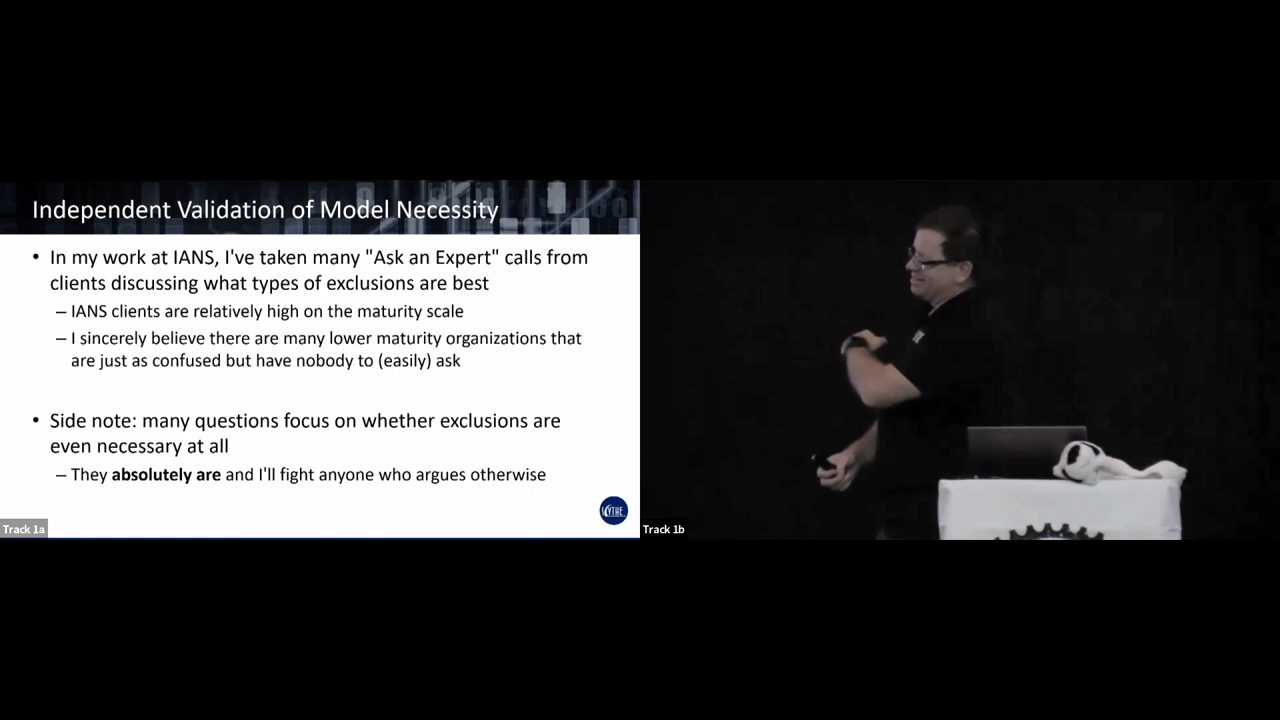 Independent Validation of Model Necessity
• In my work at IANS, I've taken many "Ask an Expert" calls from
clients discussing what types of exclusions are best
– IANS clients are relatively high on the maturity scale
– I sincerely believe there are many lower maturity organizations that
are just as confused but have nobody to (easily) ask
• Side note: many questions focus on whether exclusions are
even necessary at all
– They absolutely are and I'll fight anyone who argues otherwise
SCYTHE
Track 1a
Track 1b